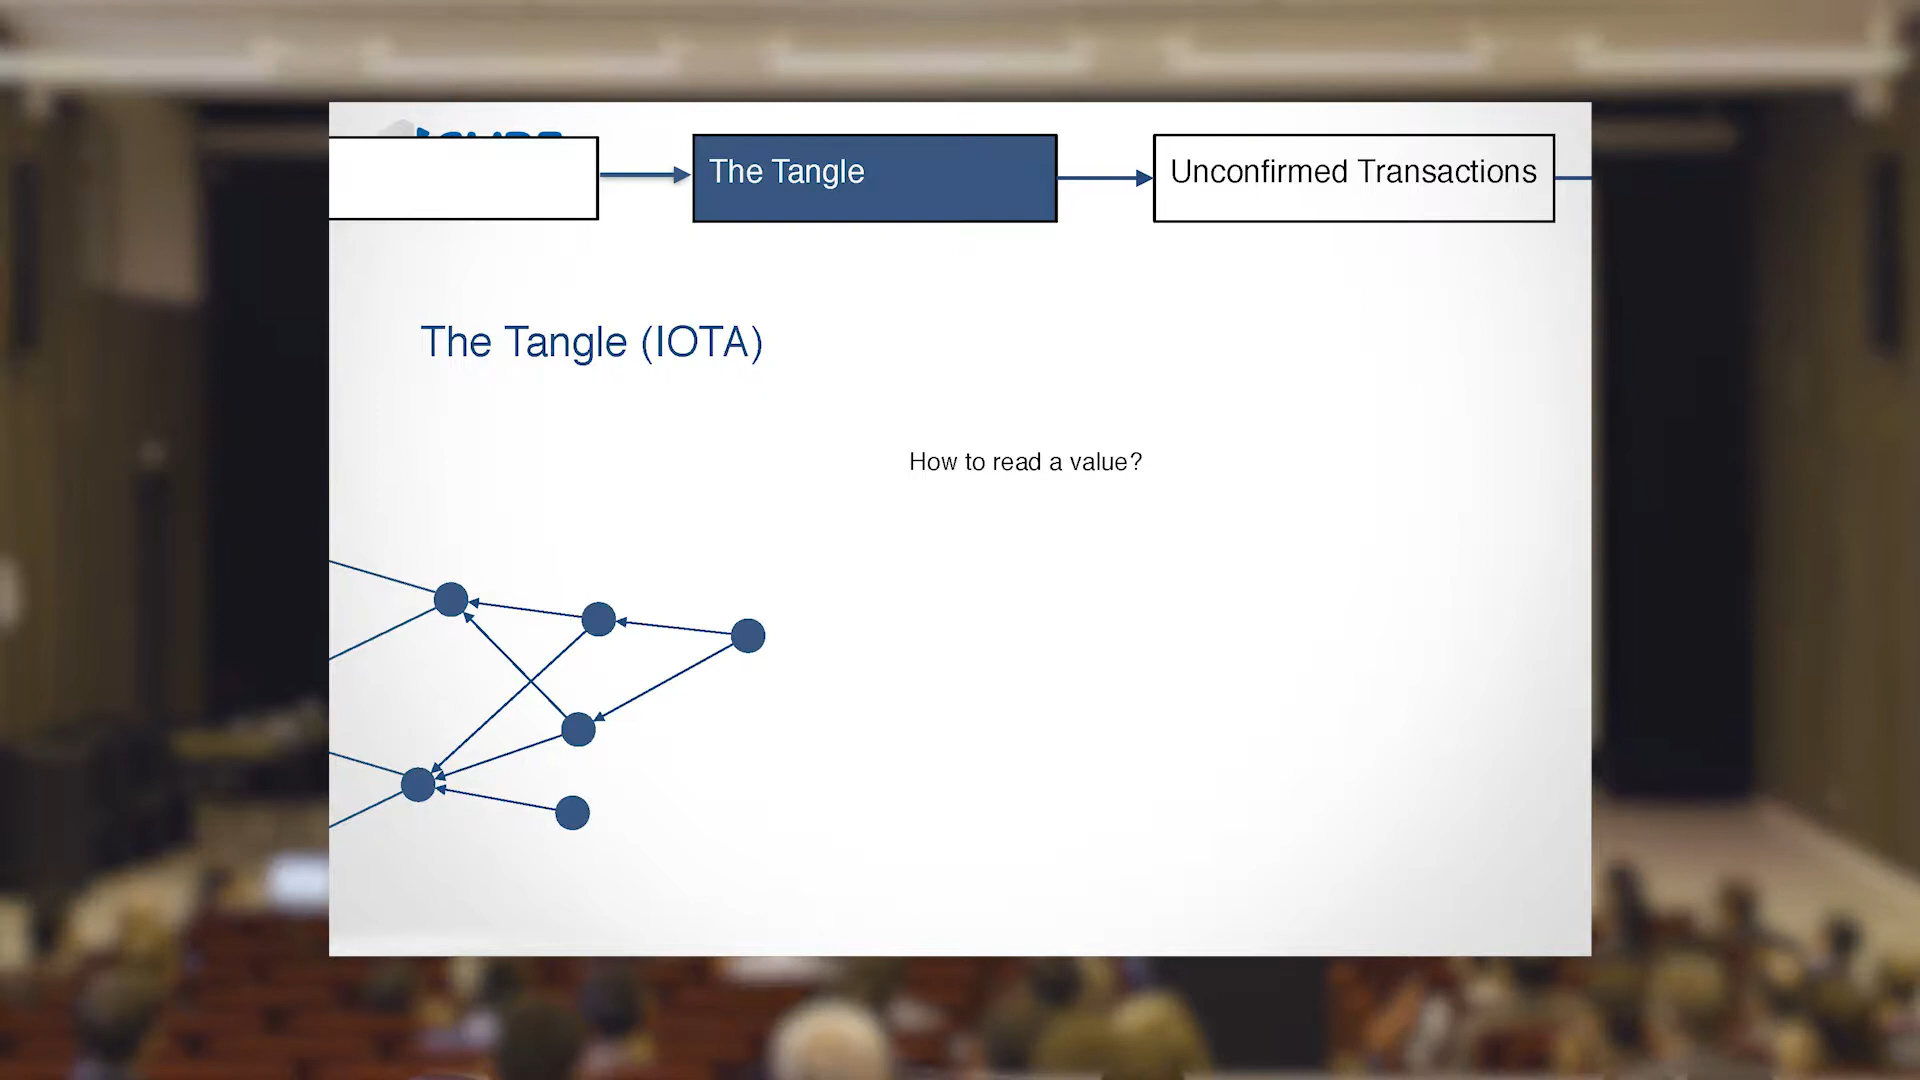 The Tangle
Unconfirmed Transactions
The Tangle (IOTA)
How to read a value?